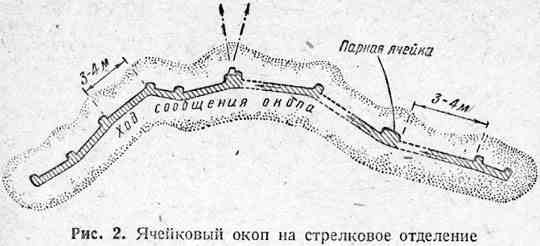 3-4м
Парная ячейка
3-4м
Ход сообщения окопа
Рис. 2. Ячейковый окоп на стрелковое отделение